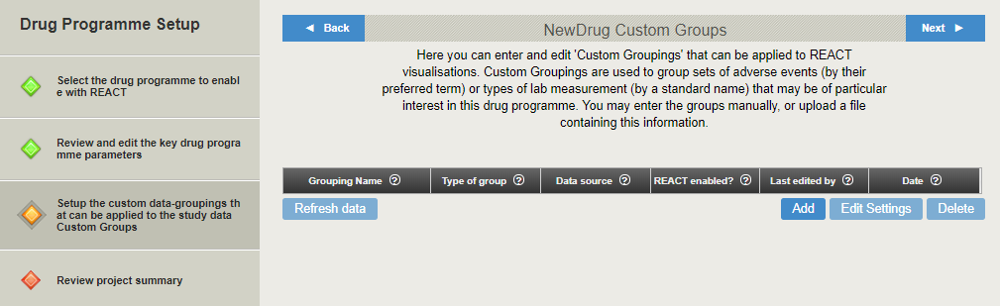 Drug Programme Setup
Select the drug programme to enabl
e with REACT
Review and edit the key drug progra
mme parameters
Setup the custom data-groupings th
at can be applied to the study data
Custom Groups
Review project summary
Back
NewDrug Custom Groups
Next
Here you can enter and edit 'Custom Groupings' that can be applied to REACT
visualisations. Custom Groupings are used to group sets of adverse events (by their
preferred term) or types of lab measurement (by a standard name) that may be of particular
interest in this drug programme. You may enter the groups manually, or upload a file
containing this information.
Grouping Name ? Type of group ? Data source ? REACT enabled? ? Last edited by ? Date ?
Refresh data Add Edit Settings Delete